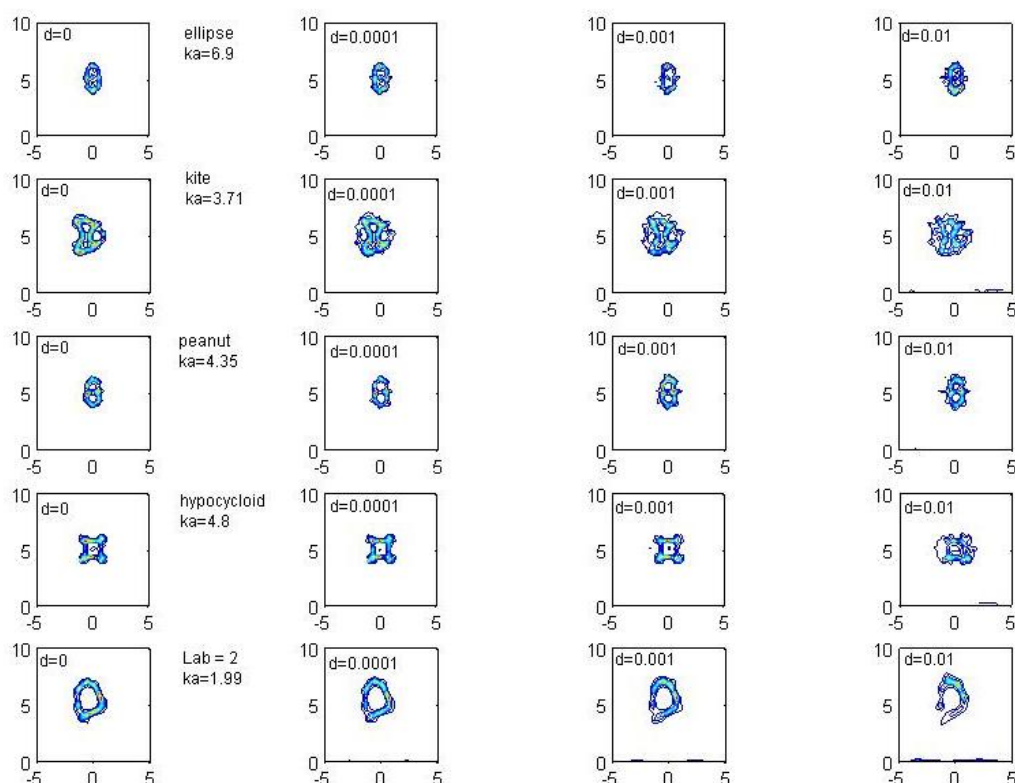 10
d=0
ellipse
ka=6.9
10
d=0.0001
10
d=0.001
10
d=0.01
5
5
5
5
0
0
0
0
-5 0 5
-5 0 5
-5 0 5
-5 0 5
10
d=0
kite
ka=3.71
10
d=0.0001
10
d=0.001
10
d=0.01
5
5
5
5
0
0
0
0
-5 0 5
-5 0 5
-5 0 5
-5 0 5
10
d=0
peanut
ka=4.35
10
d=0.0001
10
d=0.001
10
d=0.01
5
5
5
5
0
0
0
0
-5 0 5
-5 0 5
-5 0 5
-5 0 5
10
d=0
hypocycloid
ka=4.8
10
d=0.0001
10
d=0.001
10
d=0.01
5
5
5
5
0
0
0
0
-5 0 5
-5 0 5
-5 0 5
-5 0 5
10
d=0
Lab = 2
ka=1.99
10
d=0.0001
10
d=0.001
10
d=0.01
5
5
5
5
0
0
0
0
-5 0 5
-5 0 5
-5 0 5
-5 0 5